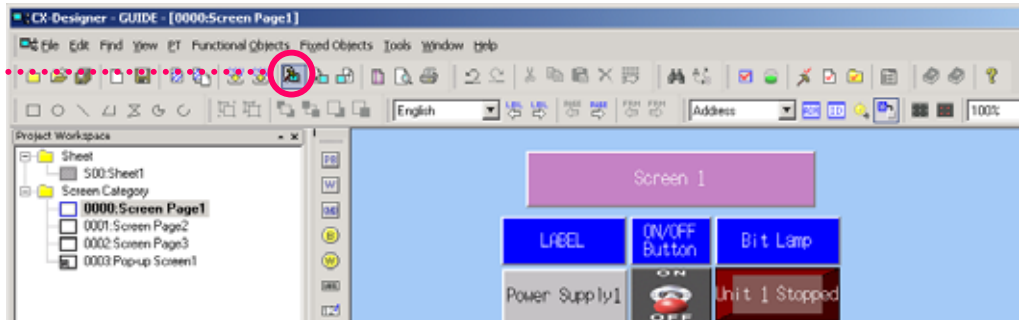 CX-Designer - GUIDE - [0000:Screen Page1]
File Edit Find View PT Functional Objects Fixed Objects Tools Window Help
English Address 100%
Project Workspace
Sheet
S00:Sheet1
Screen Category
0000:Screen Page1
0001:Screen Page2
0002:Screen Page3
0003:Pop-up Screen1
PB
W
B
W
Screen 1
LABEL
ON/OFF
Button
Bit Lamp
Power Supply1
ON
OFF
Unit 1 Stopped